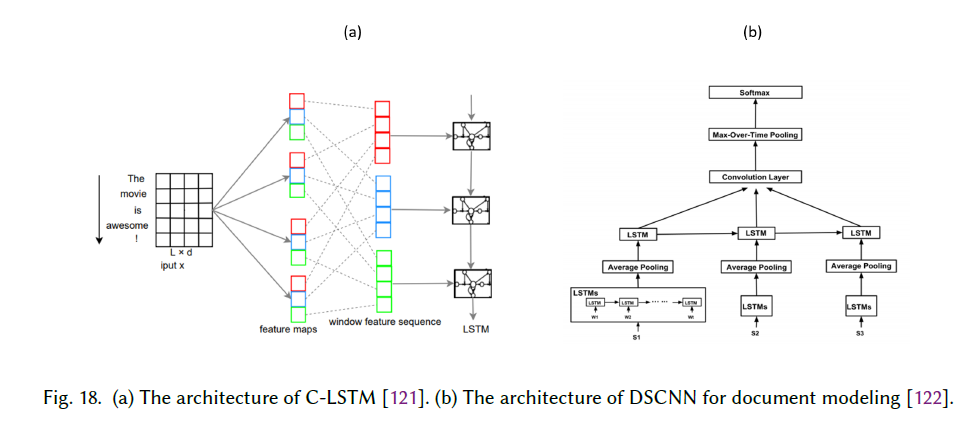 (a)
(b)
The
movie
is
awesome
!
L × d
iput x
feature maps
window feature sequence
LSTM
Softmax
Max-Over-Time Pooling
Convolution Layer
LSTM
LSTM
LSTM
Average Pooling
Average Pooling
Average Pooling
LSTMs
LSTM
LSTM
LSTM
W1
W2
Wt
LSTMs
LSTMs
S1
S2
S3
Fig. 18. (a) The architecture of C-LSTM [121]. (b) The architecture of DSCNN for document modeling [122].